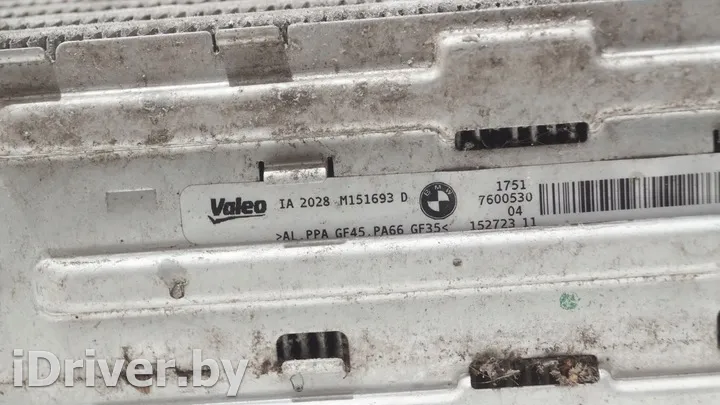 Valeo IA 2028 M151693 D
1751
7600530
04
>AL.PPA GF45.PA66 GF35< 152723 11
iDriver.by